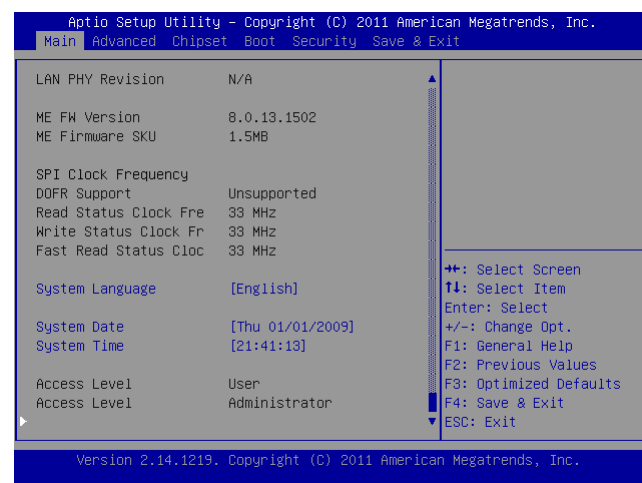 Aptio Setup Utility – Copyright (C) 2011 American Megatrends, Inc.
Main Advanced Chipset Boot Security Save & Exit
LAN PHY Revision N/A
ME FW Version 8.0.13.1502
ME Firmware SKU 1.5MB
SPI Clock Frequency
DOFR Support Unsupported
Read Status Clock Fre 33 MHz
Write Status Clock Fr 33 MHz
Fast Read Status Cloc 33 MHz
System Language [English]
System Date [Thu 01/01/2009]
System Time [21:41:13]
Access Level User
Access Level Administrator
→←: Select Screen
↑↓: Select Item
Enter: Select
+/-: Change Opt.
F1: General Help
F2: Previous Values
F3: Optimized Defaults
F4: Save & Exit
ESC: Exit
Version 2.14.1219. Copyright (C) 2011 American Megatrends, Inc.